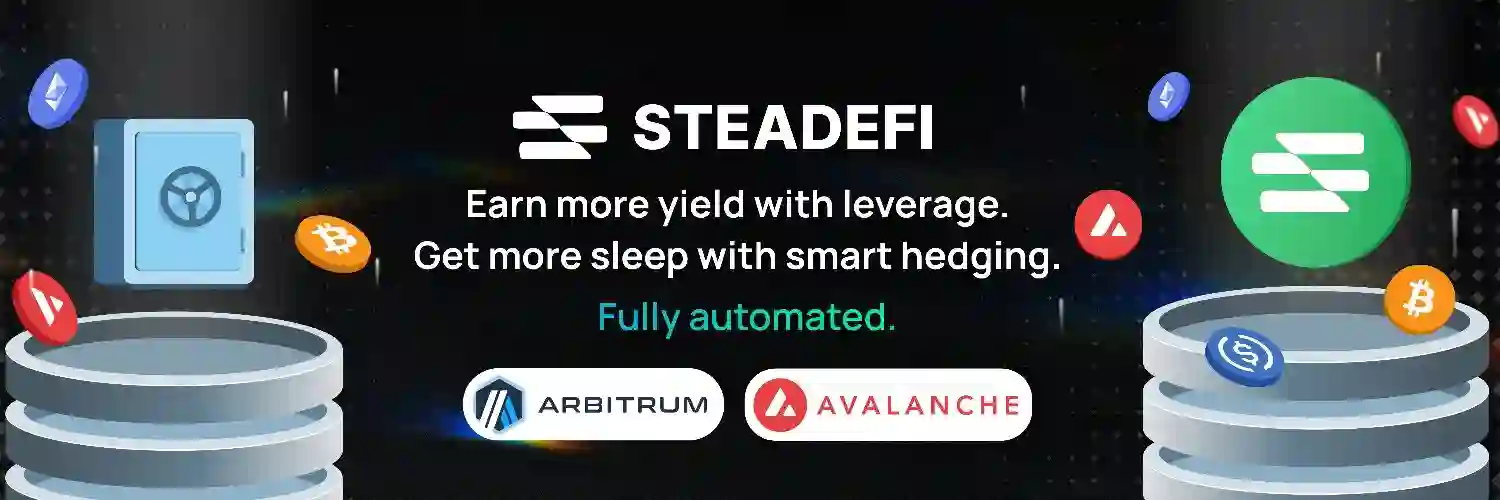 STEADEFI
Earn more yield with leverage.
Get more sleep with smart hedging.
Fully automated.
ARBITRUM
AVALANCHE